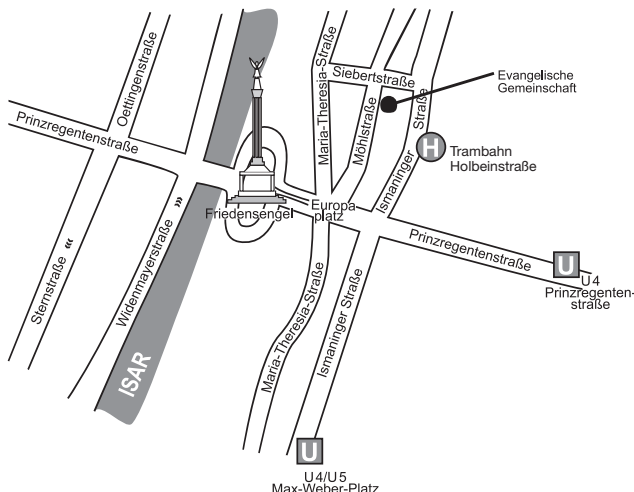 Oettingenstraße
Prinzregentenstraße
Maria-Theresia-Straße
Siebertstraße
Möhlstraße
Ismaninger
Straße
Evangelische
Gemeinschaft
H
Trambahn
Holbeinstraße
Friedensengel
Europa
platz
Prinzregentenstraße
U
U4
Prinzregenten-
straße
Sternstraße
Widenmayerstraße
ISAR
Maria-Theresia-Straße
Ismaninger Straße
U
U4/U5
Max-Weber-Platz